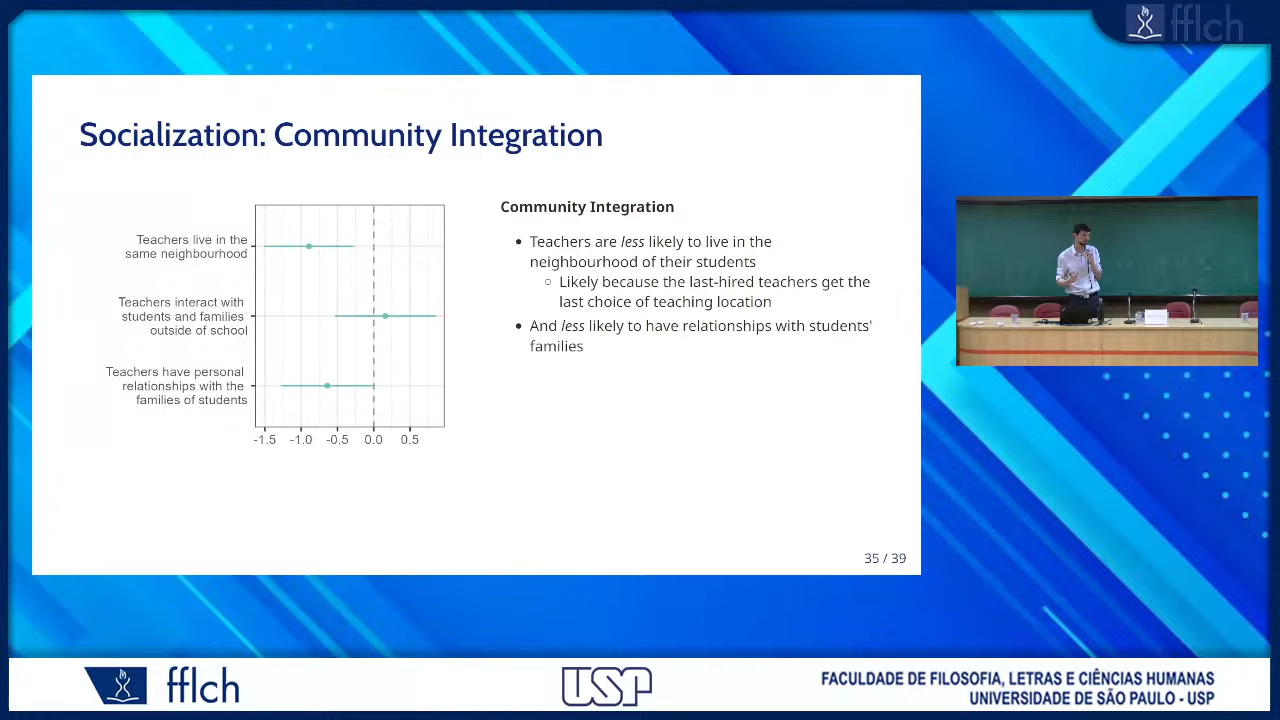 fflch
Socialization: Community Integration
Teachers live in the
same neighbourhood
Teachers interact with
students and families
outside of school
Teachers have personal
relationships with the
families of students
-1.5 -1.0 -0.5 0.0 0.5
Community Integration
• Teachers are less likely to live in the
neighbourhood of their students
○ Likely because the last-hired teachers get the
last choice of teaching location
• And less likely to have relationships with students'
families
35 / 39
fflch
USP
FACULDADE DE FILOSOFIA, LETRAS E CIÊNCIAS HUMANAS
UNIVERSIDADE DE SÃO PAULO - USP